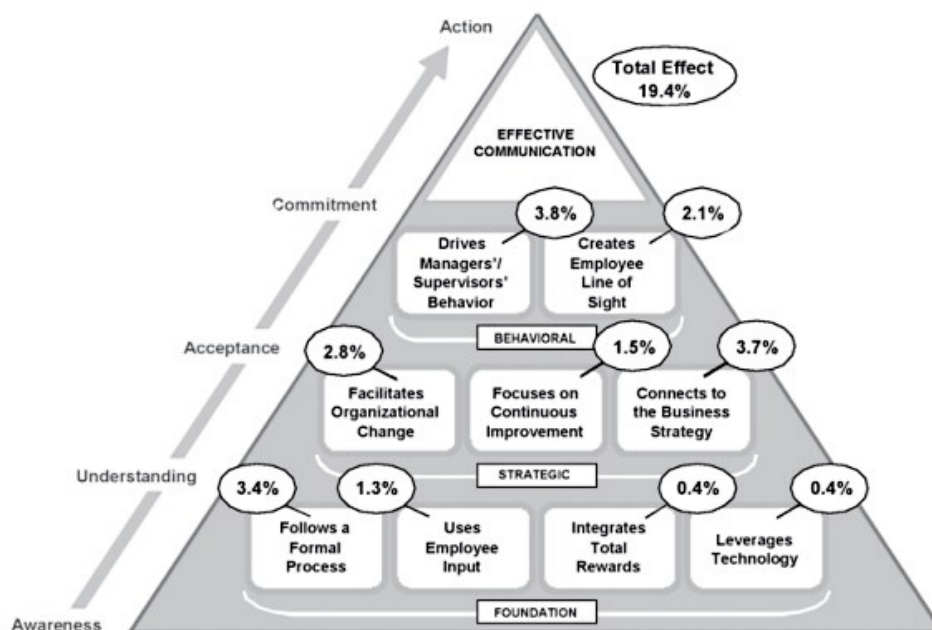 Action
Total Effect
19.4%
EFFECTIVE
COMMUNICATION
Commitment
3.8%
2.1%
Drives
Managers'/
Supervisors'
Behavior
Creates
Employee
Line of
Sight
BEHAVIORAL
Acceptance
2.8%
1.5%
3.7%
Facilitates
Organizational
Change
Focuses on
Continuous
Improvement
Connects to
the Business
Strategy
STRATEGIC
Understanding
3.4%
1.3%
0.4%
0.4%
Follows a
Formal
Process
Uses
Employee
Input
Integrates
Total
Rewards
Leverages
Technology
FOUNDATION
Awareness